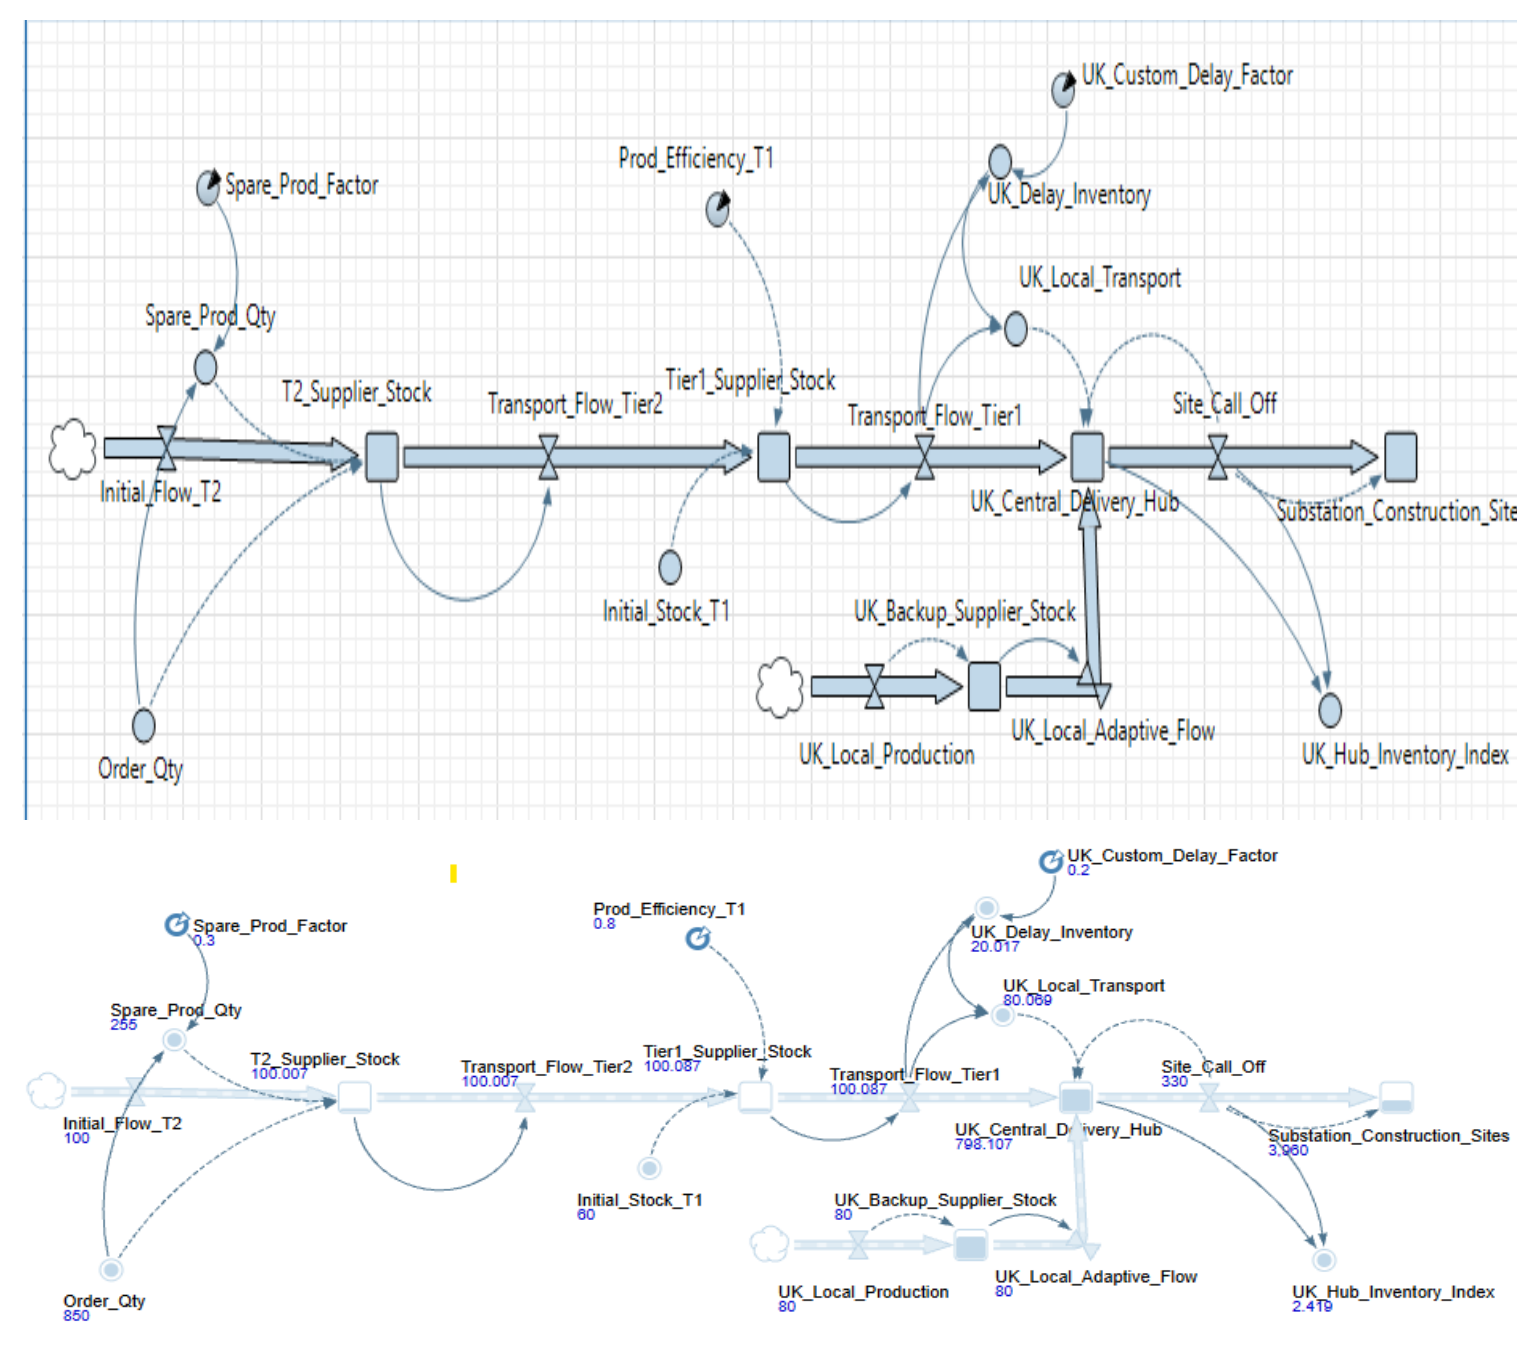 UK_Custom_Delay_Factor
Prod_Efficiency_T1
Spare_Prod_Factor
UK_Delay_Inventory
UK_Local_Transport
Spare_Prod_Qty
T2_Supplier_Stock
Tier1_Supplier_Stock
Transport_Flow_Tier2
Transport_Flow_Tier1
Site_Call_Off
Initial_Flow_T2
UK_Central_Delivery_Hub
Substation_Construction_Site
Initial_Stock_T1
UK_Backup_Supplier_Stock
UK_Local_Adaptive_Flow
UK_Local_Production
UK_Hub_Inventory_Index
Order_Qty
UK_Custom_Delay_Factor
0.2
Prod_Efficiency_T1
0.8
Spare_Prod_Factor
0.3
UK_Delay_Inventory
20.017
UK_Local_Transport
80.069
Spare_Prod_Qty
255
T2_Supplier_Stock
100.007
Transport_Flow_Tier2
100.007
Tier1_Supplier_Stock
100.087
Transport_Flow_Tier1
100.087
Site_Call_Off
330
Initial_Flow_T2
100
UK_Central_Delivery_Hub
798.107
Substation_Construction_Sites
3,960
Initial_Stock_T1
60
UK_Backup_Supplier_Stock
80
UK_Local_Production
80
UK_Local_Adaptive_Flow
80
UK_Hub_Inventory_Index
2.419
Order_Qty
850